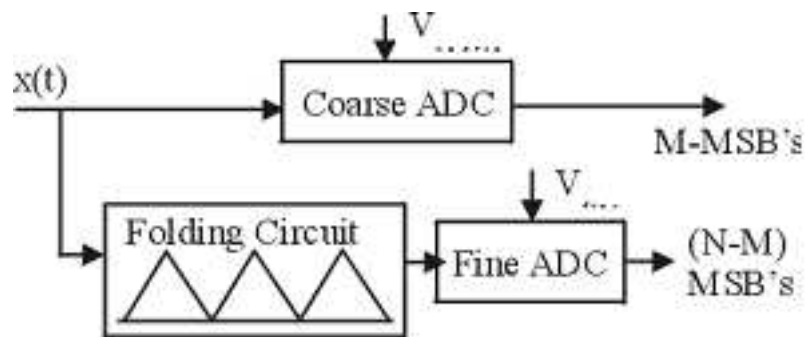 V
x(t)
Coarse ADC
M-MSB's
V
Folding Circuit
Fine ADC
(N-M)
MSB's